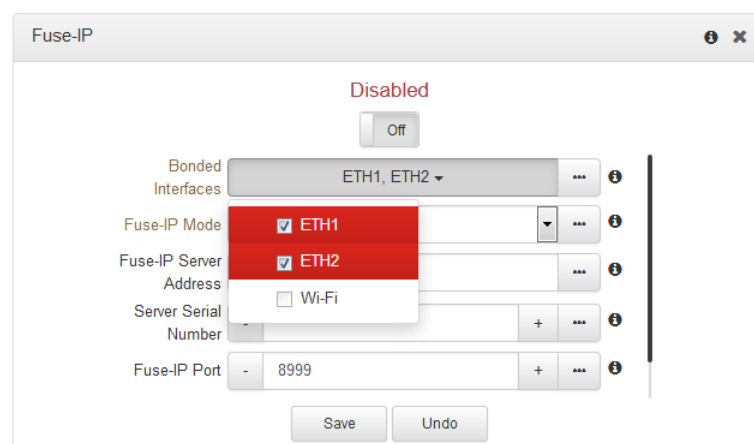 Fuse-IP
Disabled
Off
Bonded
Interfaces
ETH1, ETH2
Fuse-IP Mode
ETH1
Fuse-IP Server
Address
ETH2
Wi-Fi
Server Serial
Number
- + ...
Fuse-IP Port - 8999 + ...
Save Undo